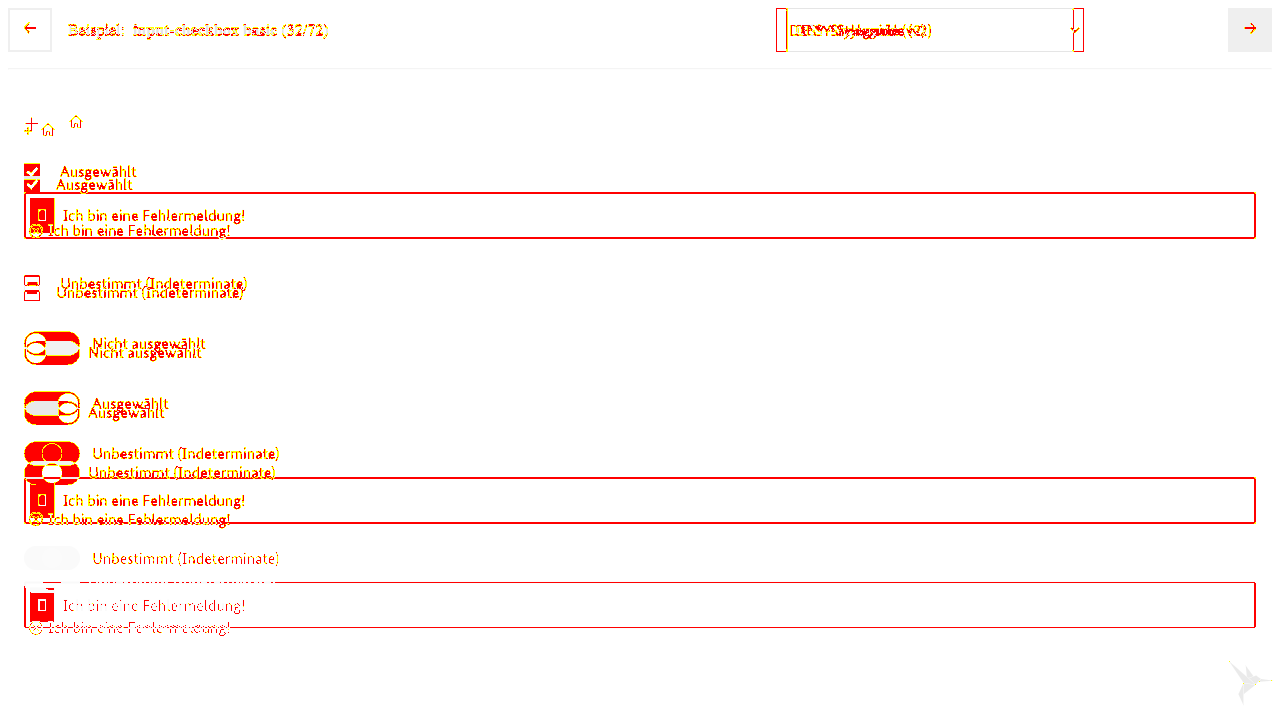 Beispiel: input-checkbox basic (32/72)
Ausgewählt
Ausgewählt
Ich bin eine Fehlermeldung!
Ich bin eine Fehlermeldung!
Unbestimmt (Indeterminate)
Unbestimmt (Indeterminate)
Nicht ausgewählt
Nicht ausgewählt
Ausgewählt
Ausgewählt
Unbestimmt (Indeterminate)
Unbestimmt (Indeterminate)
Ich bin eine Fehlermeldung!
Ich bin eine Fehlermeldung!
Unbestimmt (Indeterminate)
Ich bin eine Fehlermeldung!
Ich bin eine Fehlermeldung!